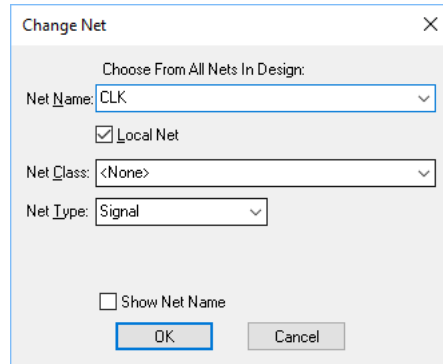 Change Net
Choose From All Nets In Design:
Net Name: CLK
Local Net
Net Class: <None>
Net Type: Signal
Show Net Name
OK Cancel